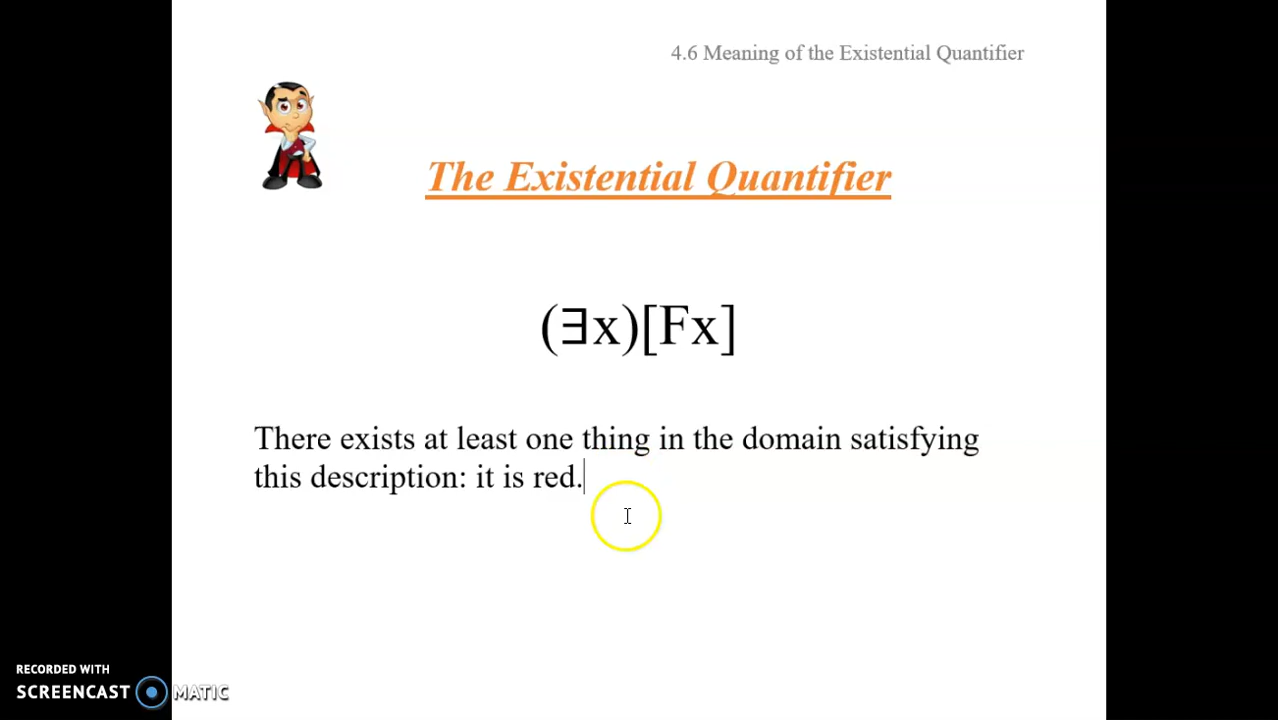 4.6 Meaning of the Existential Quantifier
The Existential Quantifier
(∃x)[Fx]
There exists at least one thing in the domain satisfying
this description: it is red.
RECORDED WITH
SCREENCAST MATIC